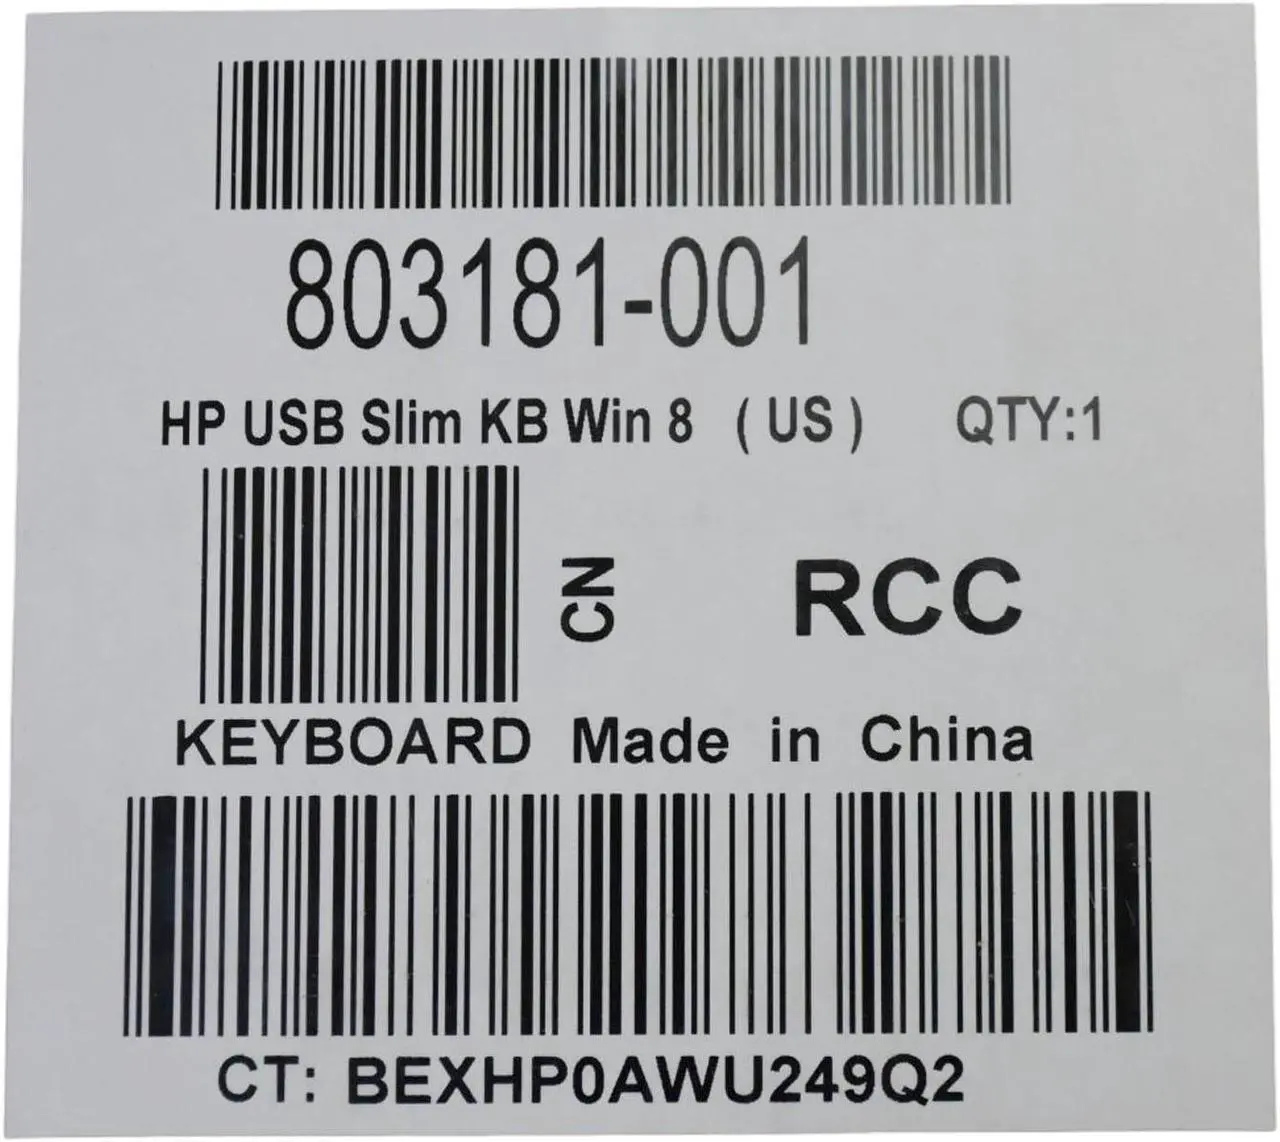 803181-001
HP USB Slim KB Win 8 ( US ) QTY:1
CN RCC
KEYBOARD Made in China
CT: BEXHP0AWU249Q2